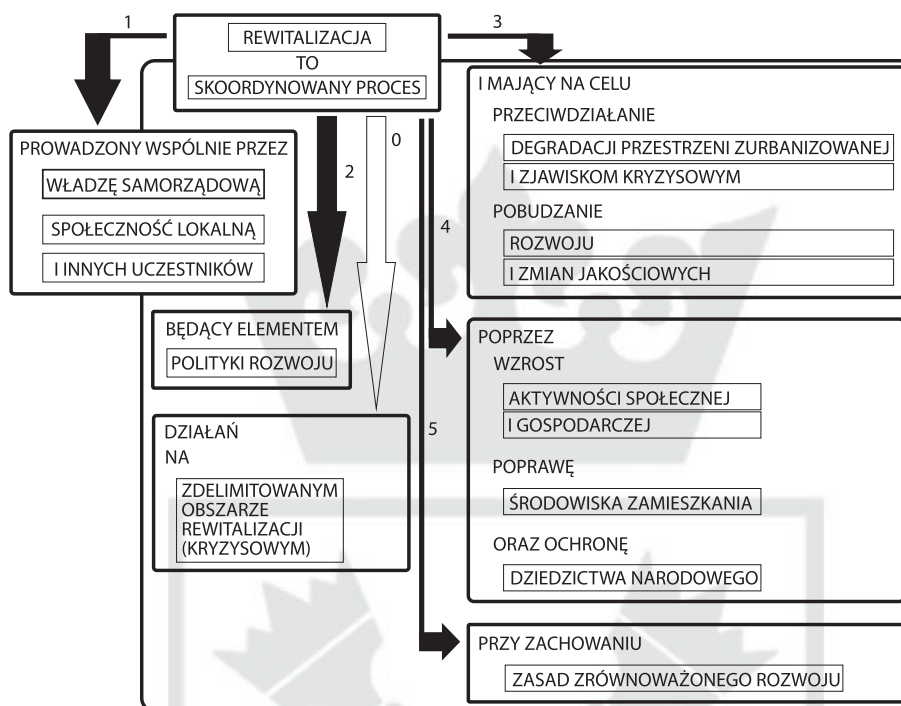 1
3
REWITALIZACJA
TO
SKOORDYNOWANY PROCES
PROWADZONY WSPÓLNIE PRZEZ
WŁADZĘ SAMORZĄDOWĄ
SPOŁECZNOŚĆ LOKALNĄ
I INNYCH UCZESTNIKÓW
2
0
BĘDĄCY ELEMENTEM
POLITYKI ROZWOJU
DZIAŁAŃ
NA
ZDELIMITOWANYM
OBSZARZE
REWITALIZACJI
(KRYZYSOWYM)
I MAJĄCY NA CELU
PRZECIWDZIAŁANIE
DEGRADACJI PRZESTRZENI ZURBANIZOWANEJ
I ZJAWISKOM KRYZYSOWYM
POBUDZANIE
ROZWOJU
I ZMIAN JAKOŚCIOWYCH
4
POPRZEZ
WZROST
AKTYWNOŚCI SPOŁECZNEJ
I GOSPODARCZEJ
POPRAWĘ
ŚRODOWISKA ZAMIESZKANIA
ORAZ OCHRONĘ
DZIEDZICTWA NARODOWEGO
5
PRZY ZACHOWANIU
ZASAD ZRÓWNOWAŻONEGO ROZWOJU